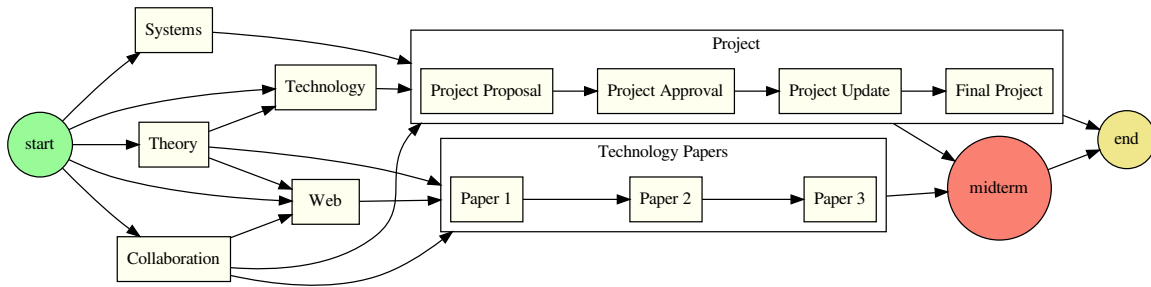 Systems
Project
Technology
Project Proposal
Project Approval
Project Update
Final Project
start
Theory
end
Technology Papers
midterm
Web
Paper 1
Paper 2
Paper 3
Collaboration